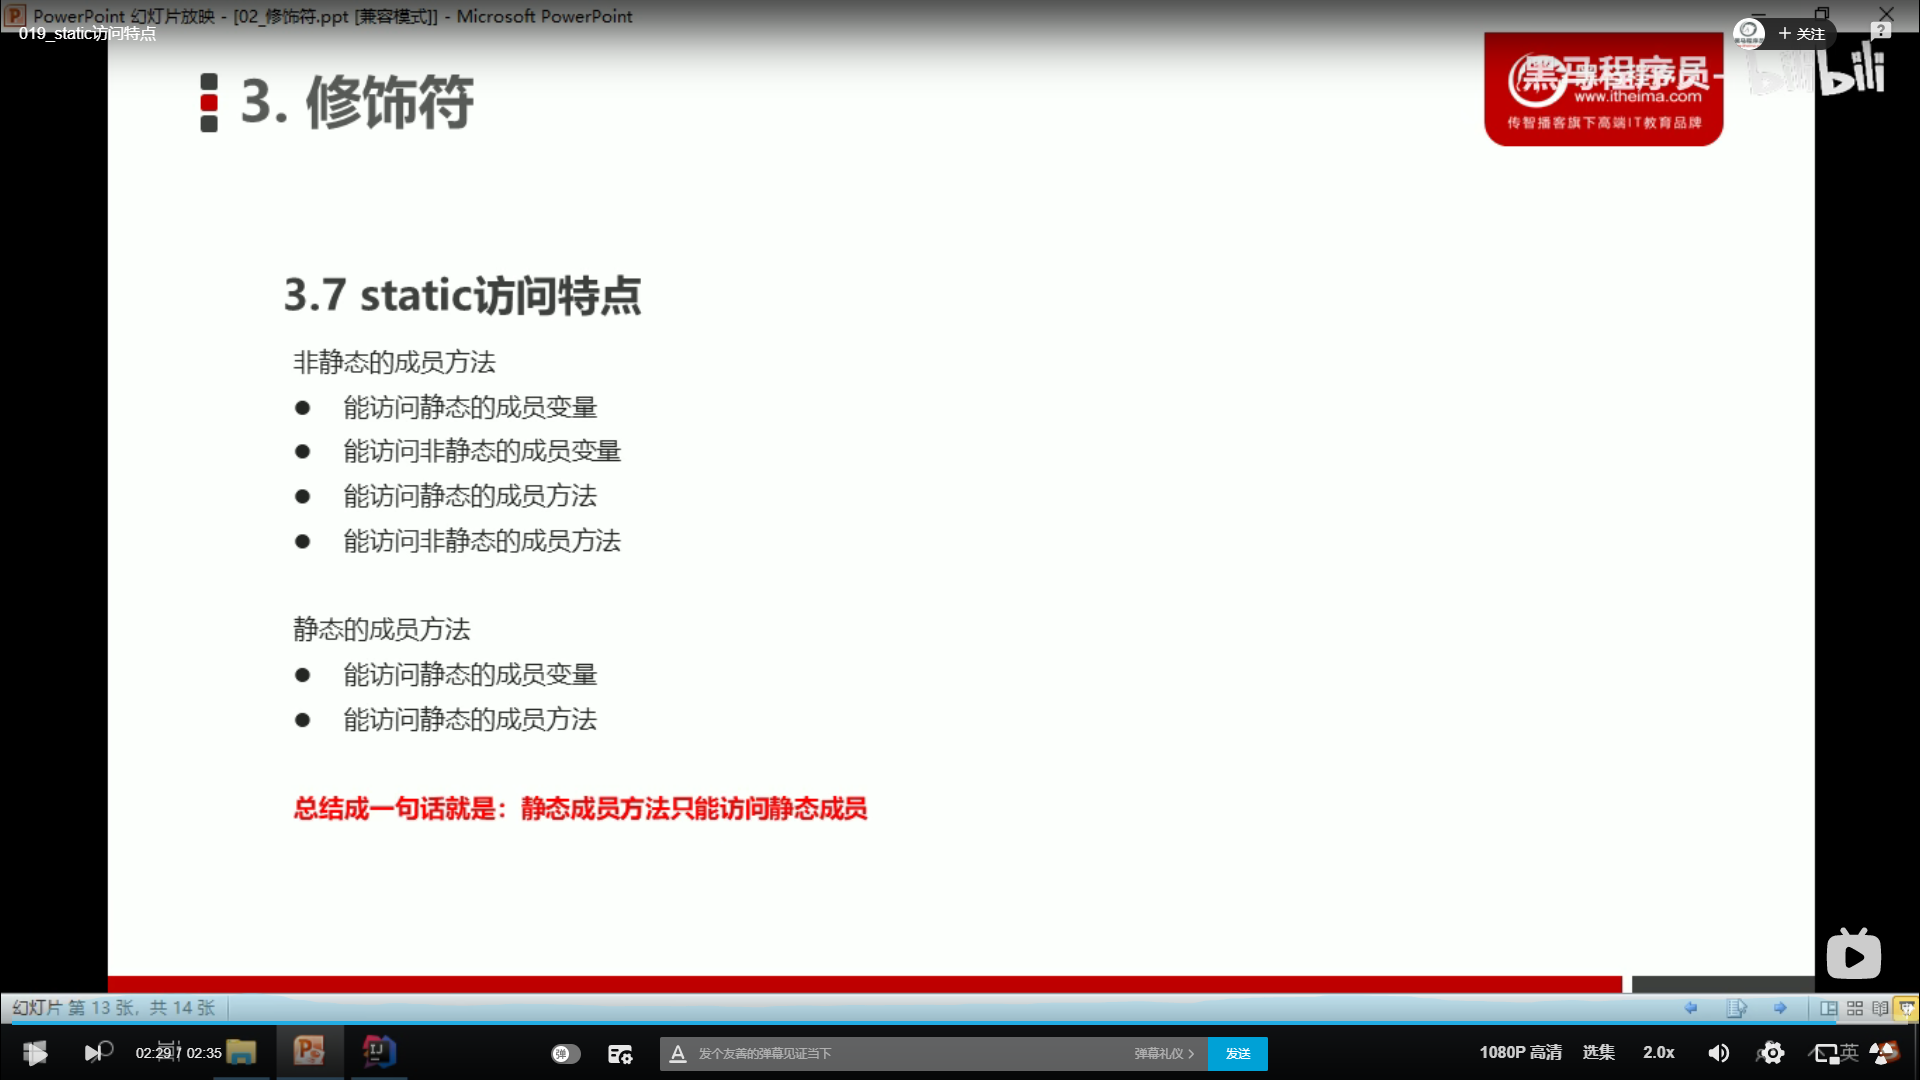 PowerPoint 幻灯片放映 - [02_修饰符.ppt [兼容模式]] - Microsoft PowerPoint
019_static访问特点
+ 关注
3. 修饰符
黑马程序员-
bilibili
www.itheima.com
传智播客旗下高端IT教育品牌
3.7 static访问特点
非静态的成员方法
● 能访问静态的成员变量
● 能访问非静态的成员变量
● 能访问静态的成员方法
● 能访问非静态的成员方法
静态的成员方法
● 能访问静态的成员变量
● 能访问静态的成员方法
总结成一句话就是：静态成员方法只能访问静态成员
幻灯片 第 13 张，共 14 张
02:29 / 02:35
弹
发个友善的弹幕见证当下
弹幕礼仪 >
发送
1080P 高清
选集
2.0x
英